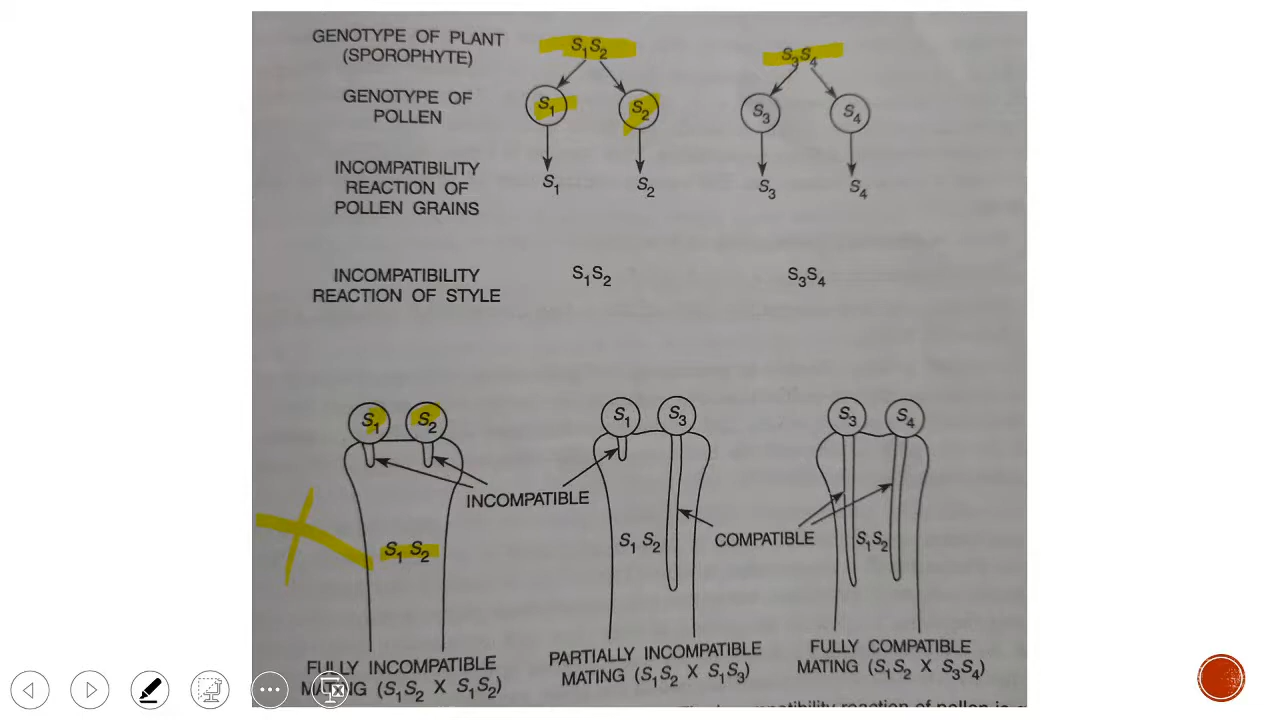 GENOTYPE OF PLANT S₁S₂ S₃S₄
(SPOROPHYTE)
GENOTYPE OF S₁ S₂ S₃ S₄
POLLEN
INCOMPATIBILITY
REACTION OF S₁ S₂ S₃ S₄
POLLEN GRAINS
INCOMPATIBILITY S₁S₂ S₃S₄
REACTION OF STYLE
S₁ S₂ S₁ S₃ S₃ S₄
INCOMPATIBLE
COMPATIBLE
S₁ S₂ S₁ S₂ S₁S₂
FULLY INCOMPATIBLE
MATING (S₁S₂ X S₁S₂)
PARTIALLY INCOMPATIBLE
MATING (S₁S₂ X S₁S₃)
FULLY COMPATIBLE
MATING (S₁S₂ X S₃S₄)